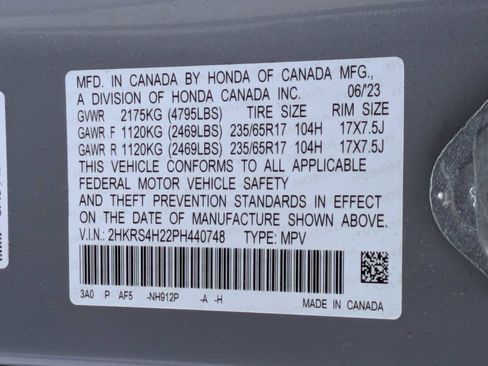 MFD. IN CANADA BY HONDA OF CANADA MFG.,
A DIVISION OF HONDA CANADA INC. 06/'23
GVWR 2175KG (4795LBS) TIRE SIZE RIM SIZE
GAWR F 1120KG (2469LBS) 235/65R17 104H 17X7.5J
GAWR R 1120KG (2469LBS) 235/65R17 104H 17X7.5J
THIS VEHICLE CONFORMS TO ALL APPLICABLE
FEDERAL MOTOR VEHICLE SAFETY
AND THEFT PREVENTION STANDARDS IN EFFECT
ON THE DATE OF MANUFACTURE SHOWN ABOVE.
V.I.N.: 2HKRS4H22PH440748 TYPE: MPV
3A0 P AF5 -NH912P -A -H
MADE IN CANADA